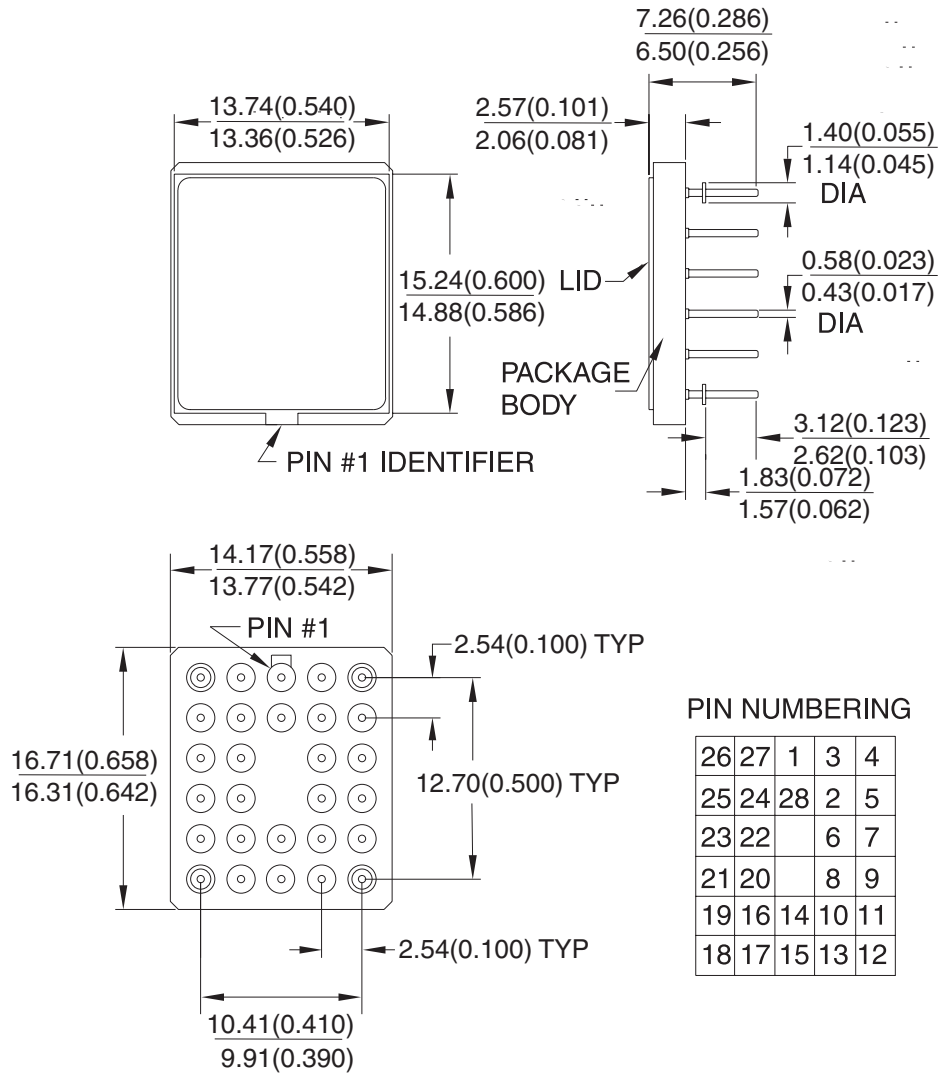 7.26(0.286)
6.50(0.256)
13.74(0.540)
13.36(0.526)
2.57(0.101)
2.06(0.081)
1.40(0.055)
1.14(0.045)
DIA
15.24(0.600)
14.88(0.586)
LID
0.58(0.023)
0.43(0.017)
DIA
PACKAGE
BODY
PIN #1 IDENTIFIER
3.12(0.123)
2.62(0.103)
1.83(0.072)
1.57(0.062)
14.17(0.558)
13.77(0.542)
PIN #1
2.54(0.100) TYP
16.71(0.658)
16.31(0.642)
12.70(0.500) TYP
2.54(0.100) TYP
10.41(0.410)
9.91(0.390)
PIN NUMBERING
26 27 1 3 4
25 24 28 2 5
23 22 6 7
21 20 8 9
19 16 14 10 11
18 17 15 13 12